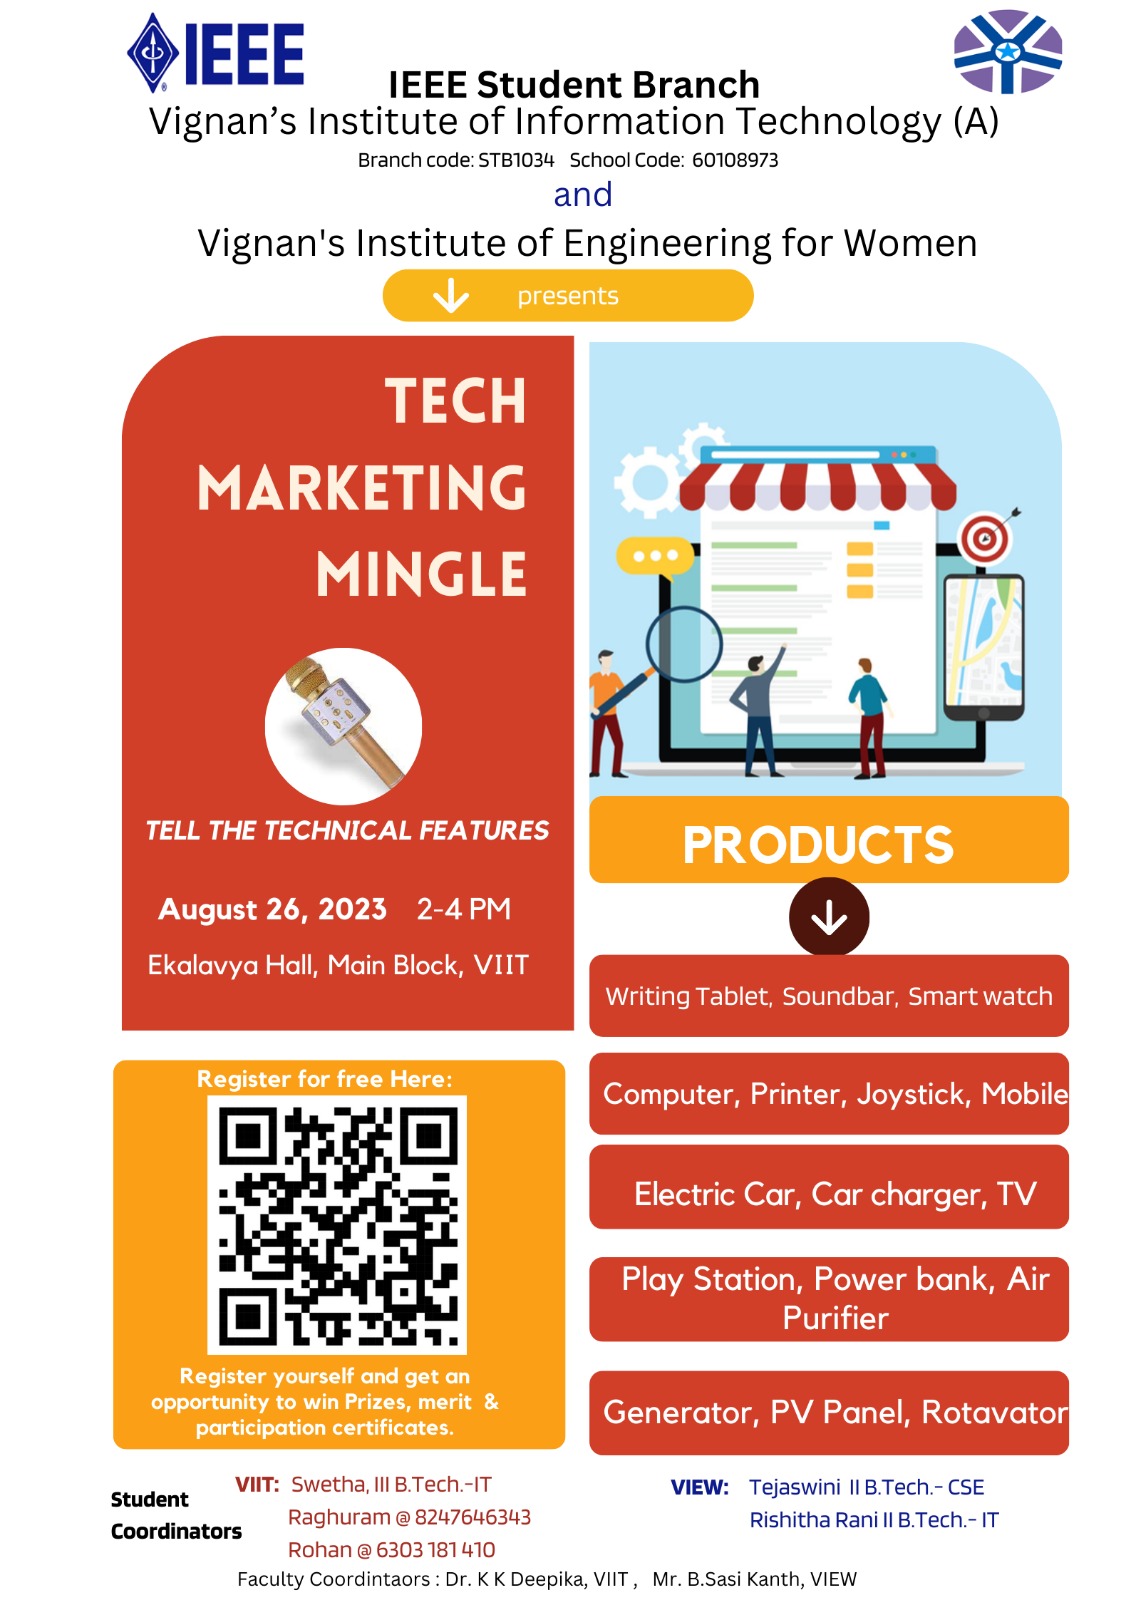 IEEE
IEEE Student Branch
Vignan’s Institute of Information Technology (A)
Branch code: STB1034 School Code: 60108973
and
Vignan's Institute of Engineering for Women
presents
TECH
MARKETING
MINGLE
TELL THE TECHNICAL FEATURES
August 26, 2023 2-4 PM
Ekalavya Hall, Main Block, VIIT
PRODUCTS
Writing Tablet, Soundbar, Smart watch
Computer, Printer, Joystick, Mobile
Electric Car, Car charger, TV
Play Station, Power bank, Air
Purifier
Generator, PV Panel, Rotavator
Register for free Here:
Register yourself and get an
opportunity to win Prizes, merit &
participation certificates.
Student
Coordinators
VIIT: Swetha, III B.Tech.-IT
Raghuram @ 8247646343
Rohan @ 6303 181 410
VIEW: Tejaswini II B.Tech.- CSE
Rishitha Rani II B.Tech.- IT
Faculty Coordintaors : Dr. K K Deepika, VIIT , Mr. B.Sasi Kanth, VIEW